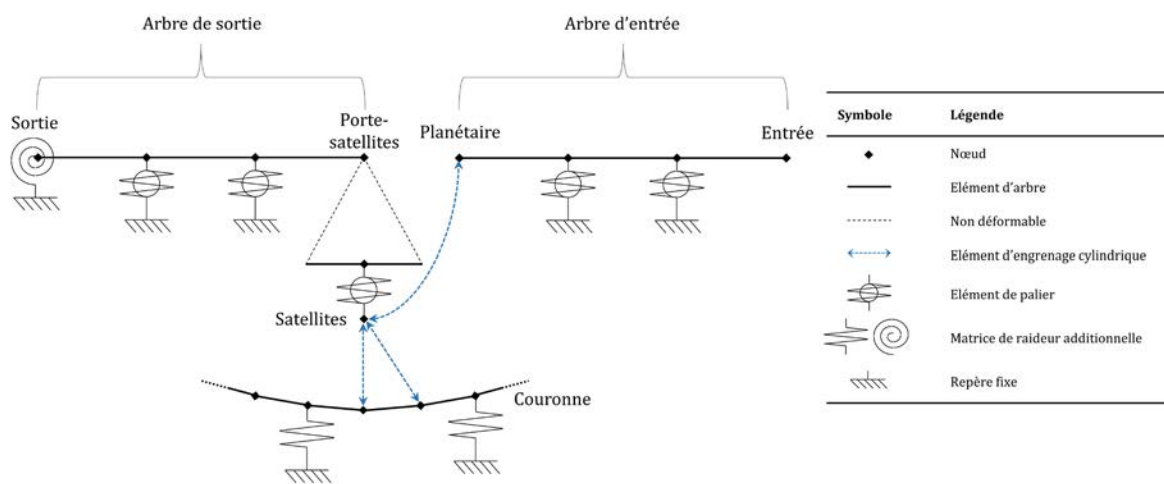 Arbre de sortie
Arbre d'entrée
Sortie
Porte-
satellites
Planétaire
Entrée
Satellites
Couronne
Symbole Légende
Nœud
Elément d'arbre
Non déformable
Elément d'engrenage cylindrique
Elément de palier
Matrice de raideur additionnelle
Repère fixe